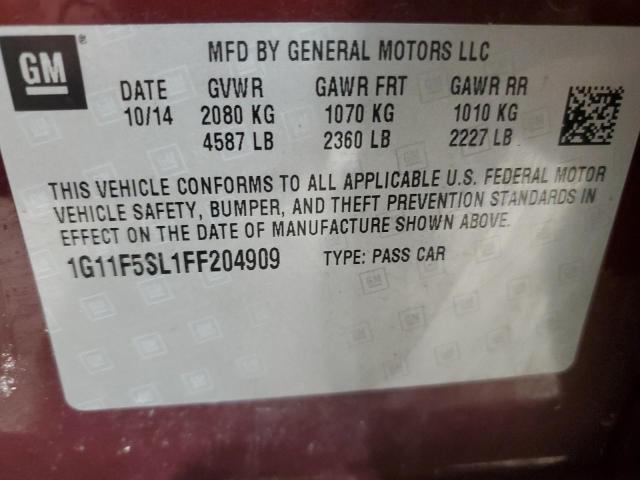 GM ®
MFD BY GENERAL MOTORS LLC
DATE GVWR GAWR FRT GAWR RR
10/14 2080 KG 1070 KG 1010 KG
4587 LB 2360 LB 2227 LB
THIS VEHICLE CONFORMS TO ALL APPLICABLE U.S. FEDERAL MOTOR
VEHICLE SAFETY, BUMPER, AND THEFT PREVENTION STANDARDS IN
EFFECT ON THE DATE OF MANUFACTURE SHOWN ABOVE.
1G11F5SL1FF204909 TYPE: PASS CAR